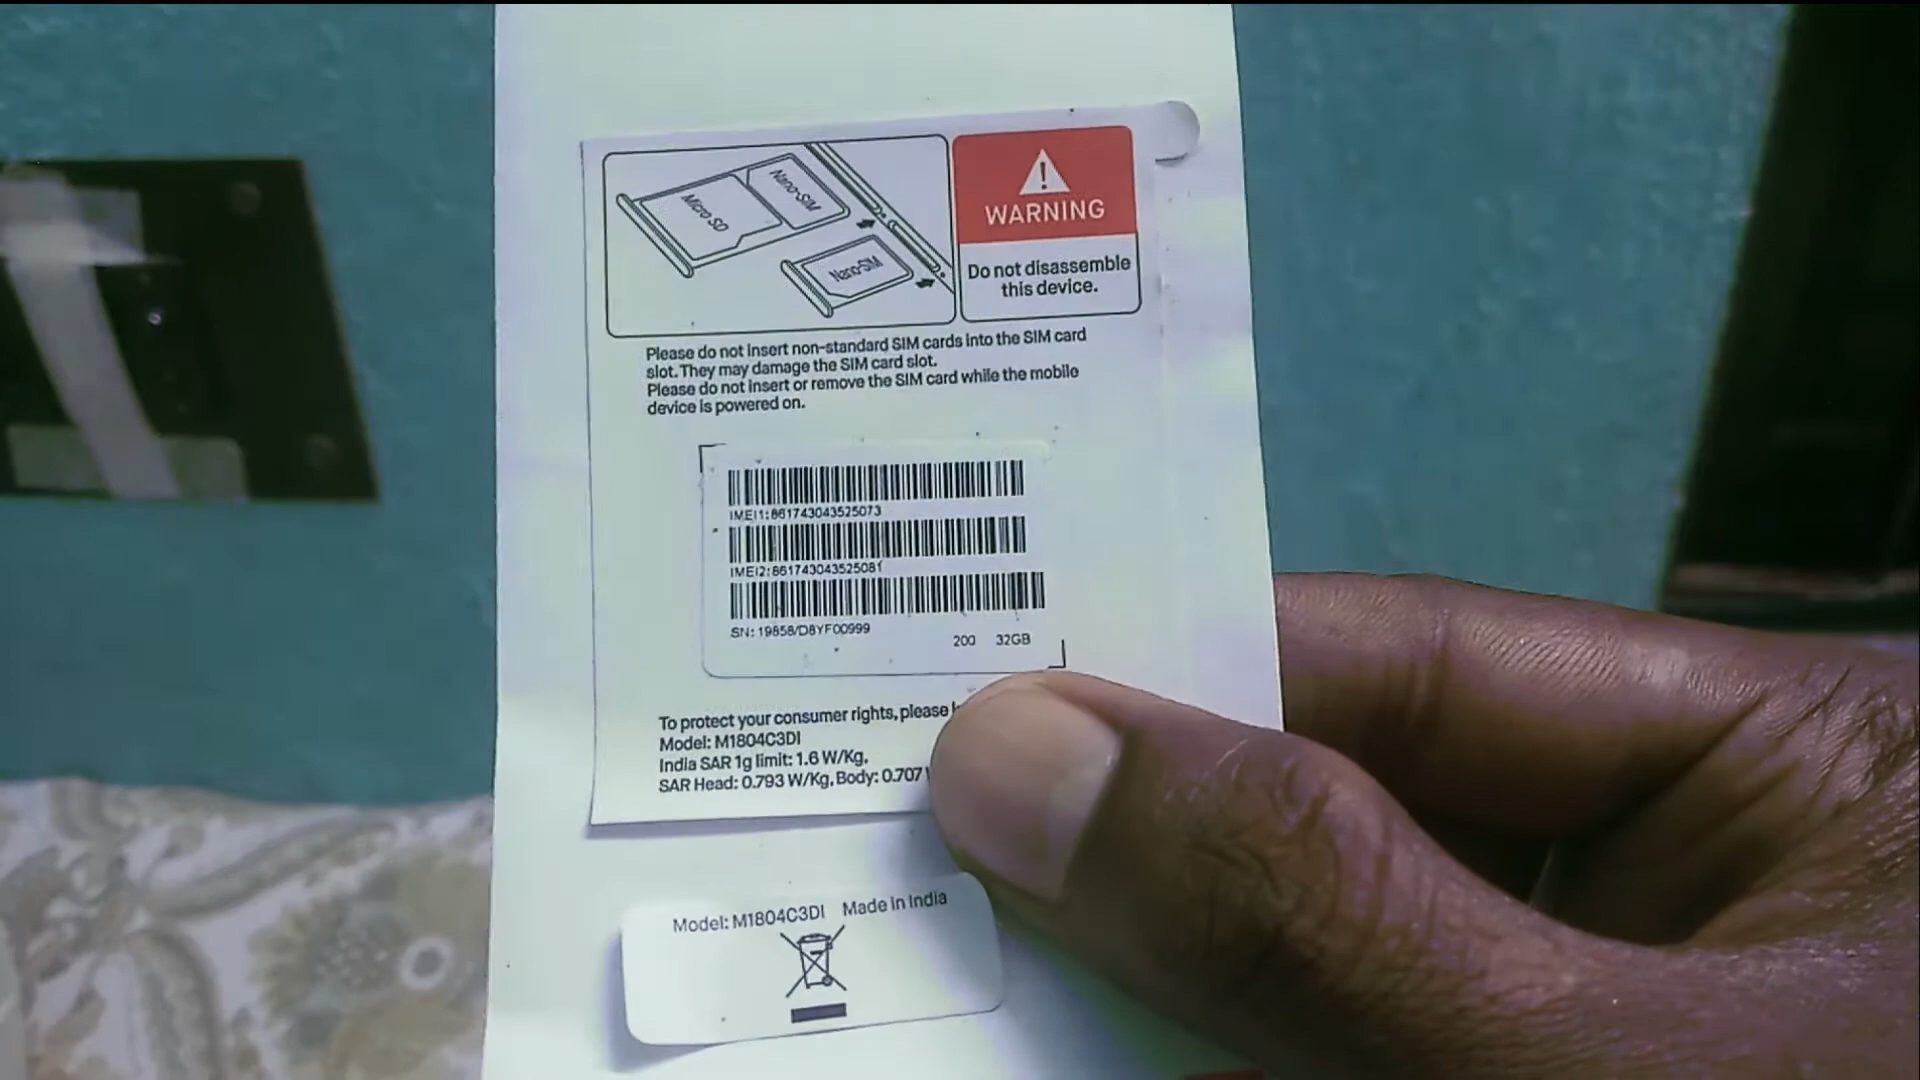 Micro SD
Nano-SIM
Nano-SIM
WARNING
Do not disassemble
this device.
Please do not insert non-standard SIM cards into the SIM card
slot. They may damage the SIM card slot.
Please do not insert or remove the SIM card while the mobile
device is powered on.
IMEI1:861743043525073
IMEI2:861743043525081
SN: 19858/D8YF00999
200 32GB
To protect your consumer rights, please
Model: M1804C3DI
India SAR 1g limit: 1.6 W/Kg,
SAR Head: 0.793 W/Kg, Body: 0.707
Model: M1804C3DI Made in India